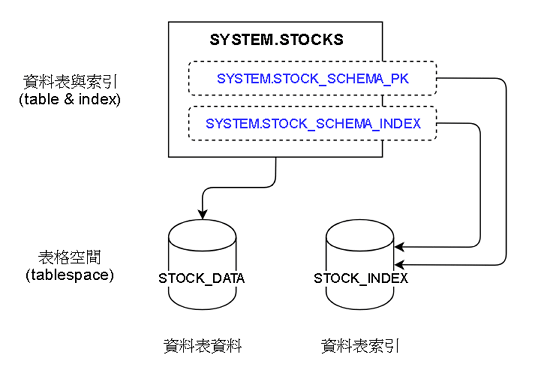 SYSTEM.STOCKS
資料表與索引
(table & index)
SYSTEM.STOCK_SCHEMA_PK
SYSTEM.STOCK_SCHEMA_INDEX
表格空間
(tablespace)
STOCK_DATA
STOCK_INDEX
資料表資料
資料表索引